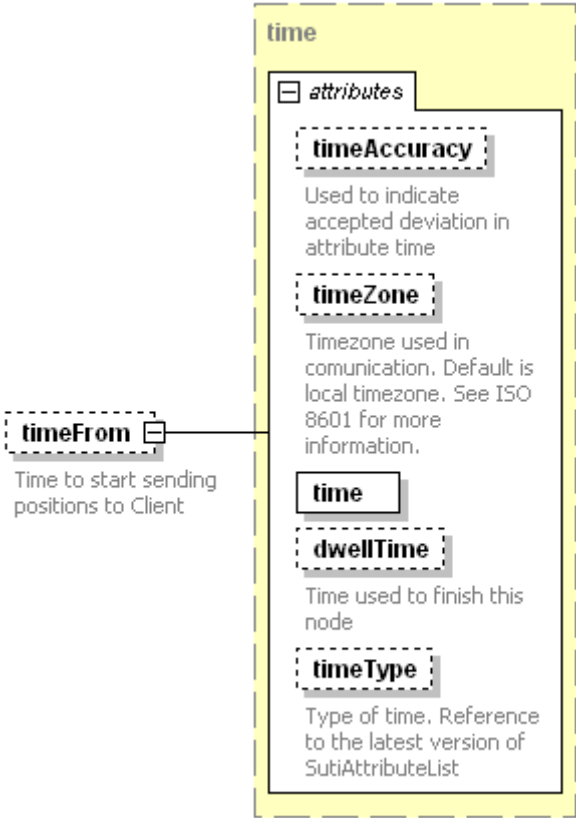 time
attributes
timeAccuracy
Used to indicate
accepted deviation in
attribute time
timeZone
Timezone used in
comunication. Default is
local timezone. See ISO
8601 for more
information.
timeFrom
Time to start sending
positions to Client
time
dwellTime
Time used to finish this
node
timeType
Type of time. Reference
to the latest version of
SutiAttributeList